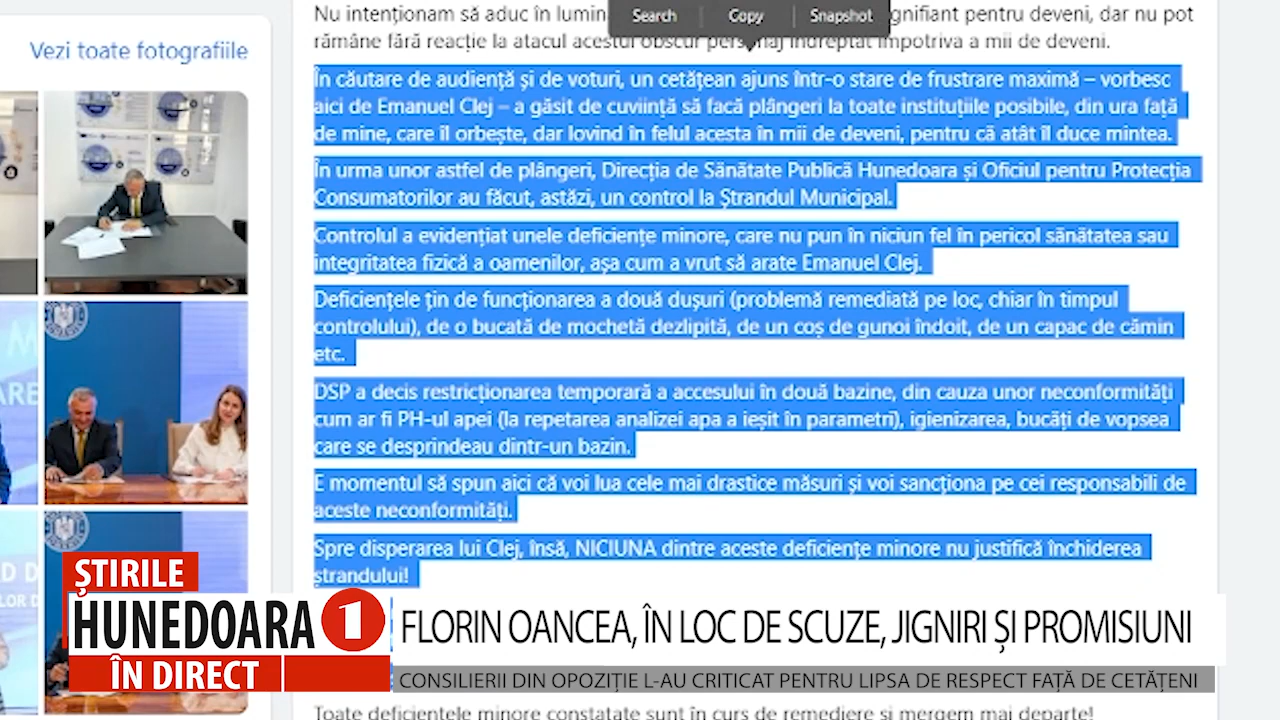 Nu intenționam să aduc în lumin
gnifiant pentru deveni, dar nu pot
Search
Copy
Snapshot
rămâne fără reacție la atacul acestui obscur personaj îndreptat împotriva a mii de deveni.
Vezi toate fotografiile
În căutare de audiență și de voturi, un cetățean ajuns într-o stare de frustrare maximă – vorbesc
aici de Emanuel Clej – a găsit de cuviință să facă plângeri la toate instituțiile posibile, din ura față
de mine, care îl orbește, dar lovind în felul acesta în mii de deveni, pentru că atât îl duce mintea.
În urma unor astfel de plângeri, Direcția de Sănătate Publică Hunedoara și Oficiul pentru Protecția
Consumatorilor au făcut, astăzi, un control la Ștrandul Municipal.
Controlul a evidențiat unele deficiențe minore, care nu pun în niciun fel în pericol sănătatea sau
integritatea fizică a oamenilor, așa cum a vrut să arate Emanuel Clej.
Deficiențele țin de funcționarea a două dușuri (problemă remediată pe loc, chiar în timpul
controlului), de o bucată de mochetă dezlipită, de un coș de gunoi îndoit, de un capac de cămin
etc.
DSP a decis restricționarea temporară a accesului în două bazine, din cauza unor neconformități
cum ar fi PH-ul apei (la repetarea analizei apa a ieșit în parametri), igienizarea, bucăți de vopsea
care se desprindeau dintr-un bazin.
E momentul să spun aici că voi lua cele mai drastice măsuri și voi sancționa pe cei responsabili de
aceste neconformități.
Spre disperarea lui Clej, însă, NICIUNA dintre aceste deficiențe minore nu justifică închiderea
ștrandului!
ȘTIRILE
HUNEDOARA 1
ÎN DIRECT
FLORIN OANCEA, ÎN LOC DE SCUZE, JIGNIRI ȘI PROMISIUNI
CONSILIERII DIN OPOZIȚIE L-AU CRITICAT PENTRU LIPSA DE RESPECT FAȚĂ DE CETĂȚENI
Toate deficiențele minore constatate sunt în curs de remediere și mergem mai departe!